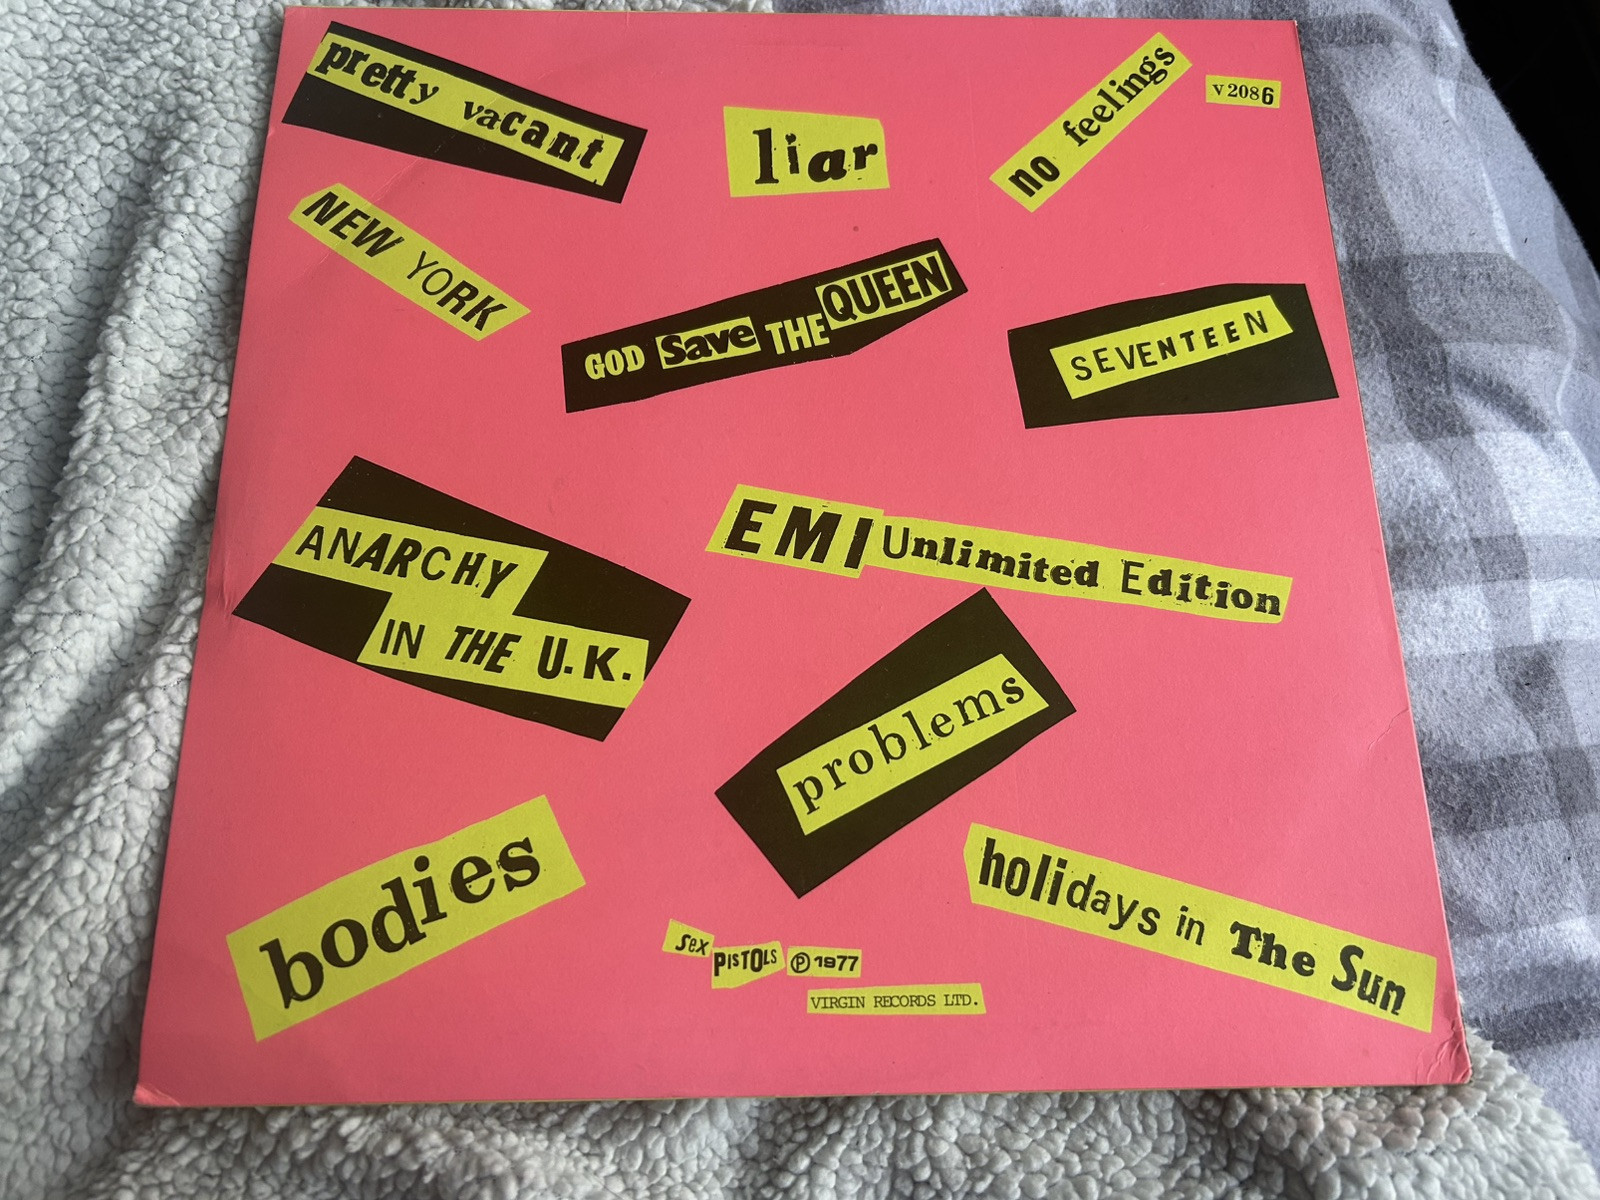 pretty vacant
liar
no feelings
V2086
NEW YORK
GOD Save THE QUEEN
SEVENTEEN
ANARCHY
IN THE U.K.
EMI Unlimited Edition
problems
bodies
holidays in The Sun
sex PISTOLS ℗ 1977
VIRGIN RECORDS LTD.